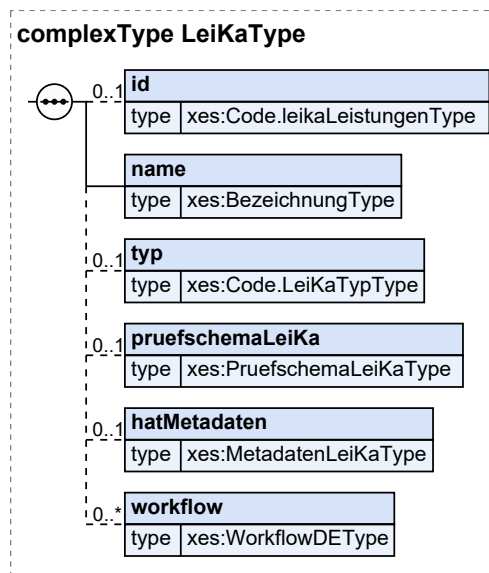 complexType LeiKaType
0..1 id
type xes:Code.leikaLeistungenType
name
type xes:BezeichnungType
0..1 typ
type xes:Code.LeiKaTypType
0..1 pruefschemaLeiKa
type xes:PruefschemaLeiKaType
0..1 hatMetadaten
type xes:MetadatenLeiKaType
0..* workflow
type xes:WorkflowDEType